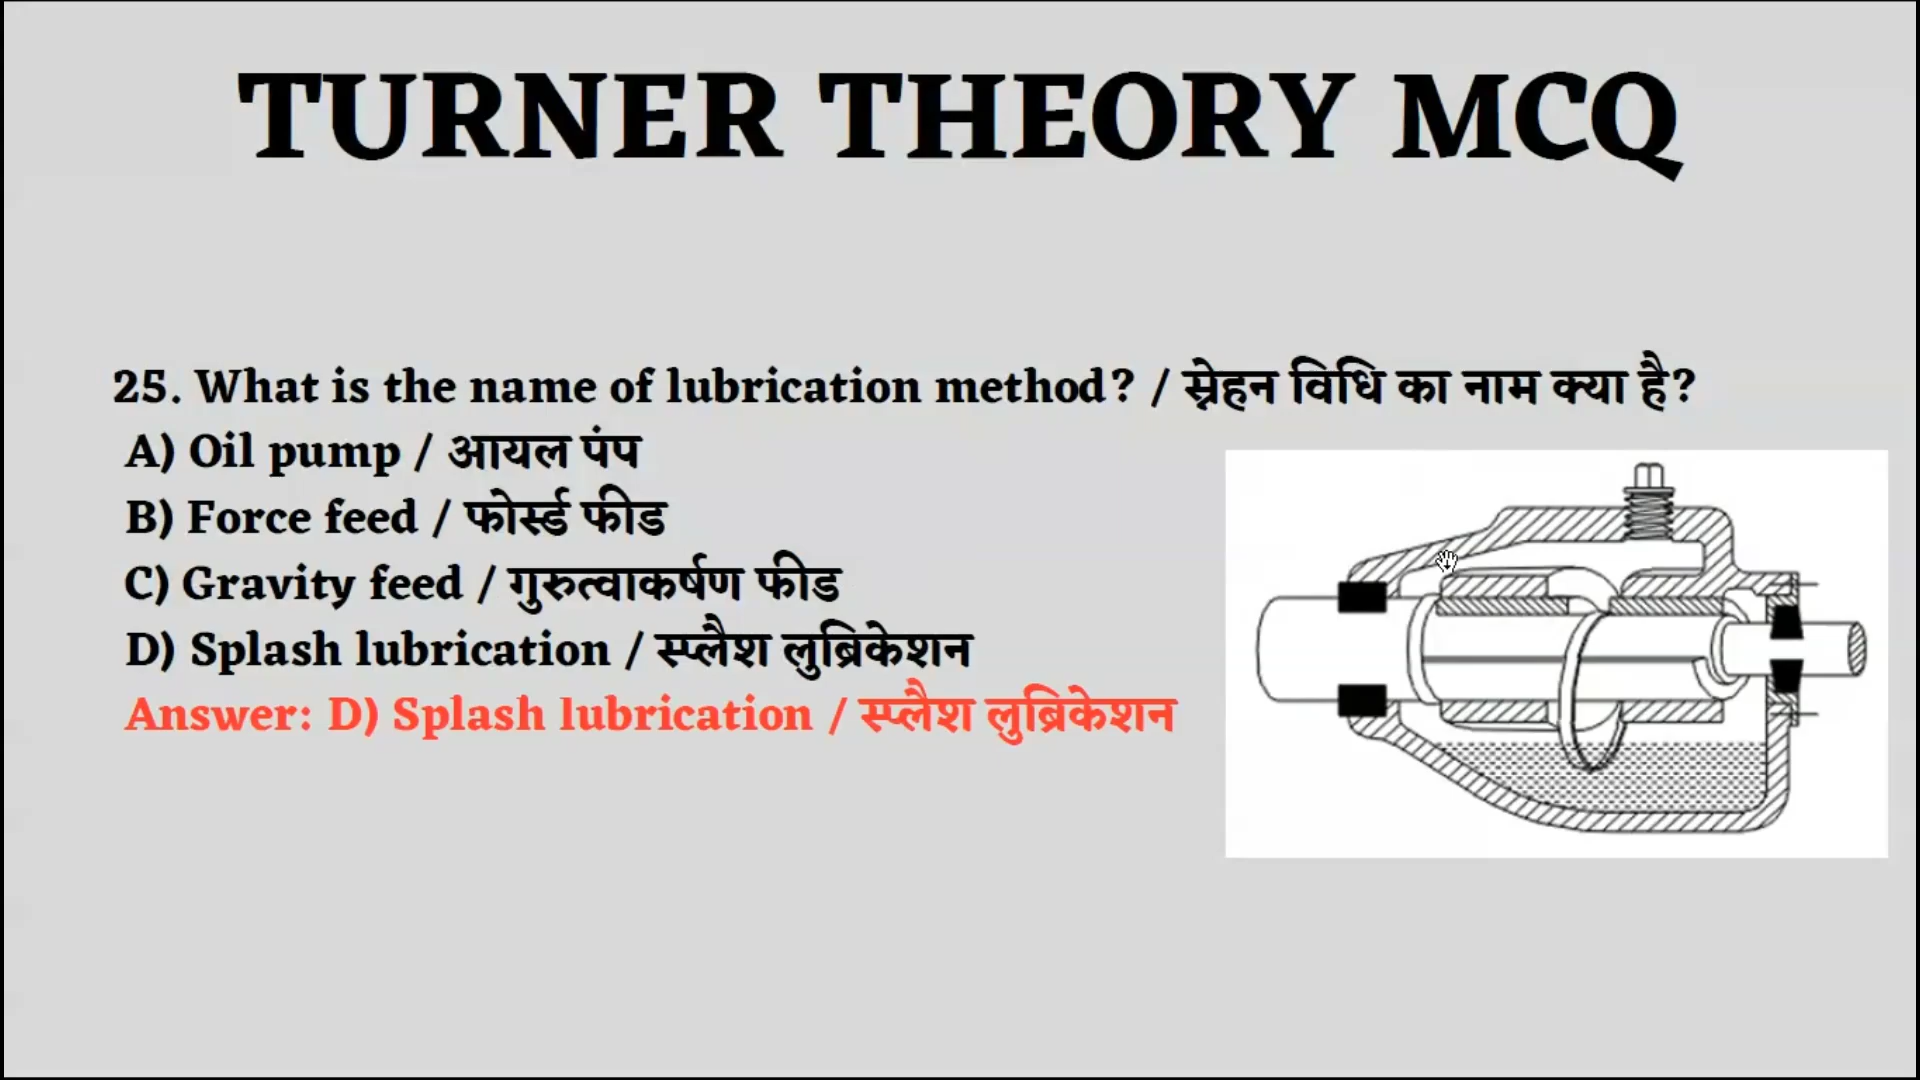 TURNER THEORY MCQ
25. What is the name of lubrication method? / स्नेहन विधि का नाम क्या है?
A) Oil pump / आयल पंप
B) Force feed / फोर्स्ड फीड
C) Gravity feed / गुरुत्वाकर्षण फीड
D) Splash lubrication / स्प्लैश लुब्रिकेशन
Answer: D) Splash lubrication / स्प्लैश लुब्रिकेशन